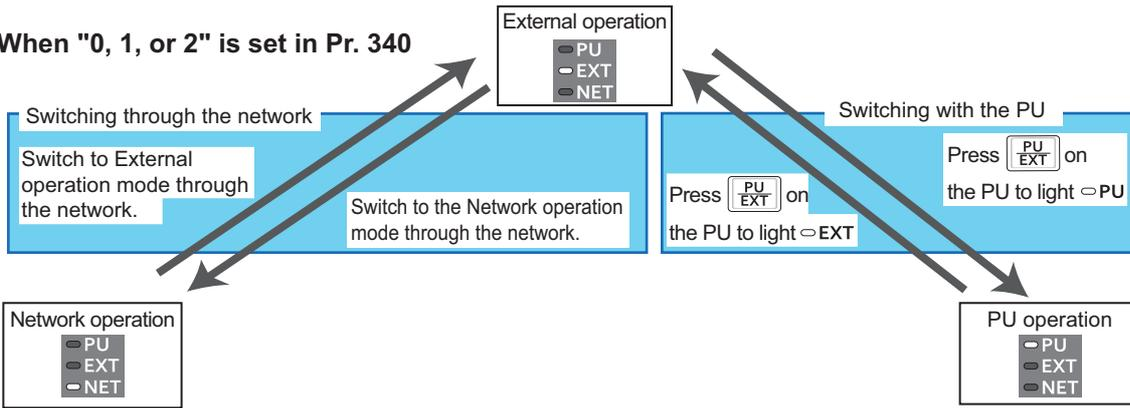 External operation
PU
EXT
NET
When "0, 1, or 2" is set in Pr. 340
Switching through the network
Switch to External
operation mode through
the network.
Switch to the Network operation
mode through the network.
Switching with the PU
Press PU/EXT on
the PU to light EXT
Press PU/EXT on
the PU to light PU
Network operation
PU
EXT
NET
PU operation
PU
EXT
NET